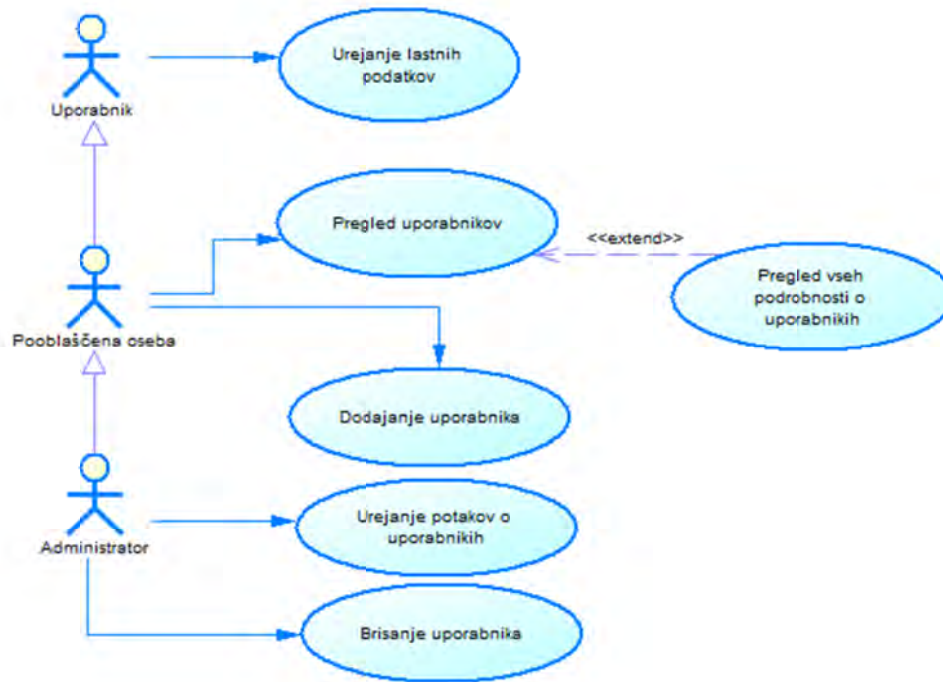 Urejanje lastnih
podatkov
Uporabnik
Pregled uporabnikov
<<extend>>
Pregled vseh
podrobnosti o
uporabnikih
Pooblaščena oseba
Dodajanje uporabnika
Urejanje potakov o
uporabnikih
Administrator
Brisanje uporabnika